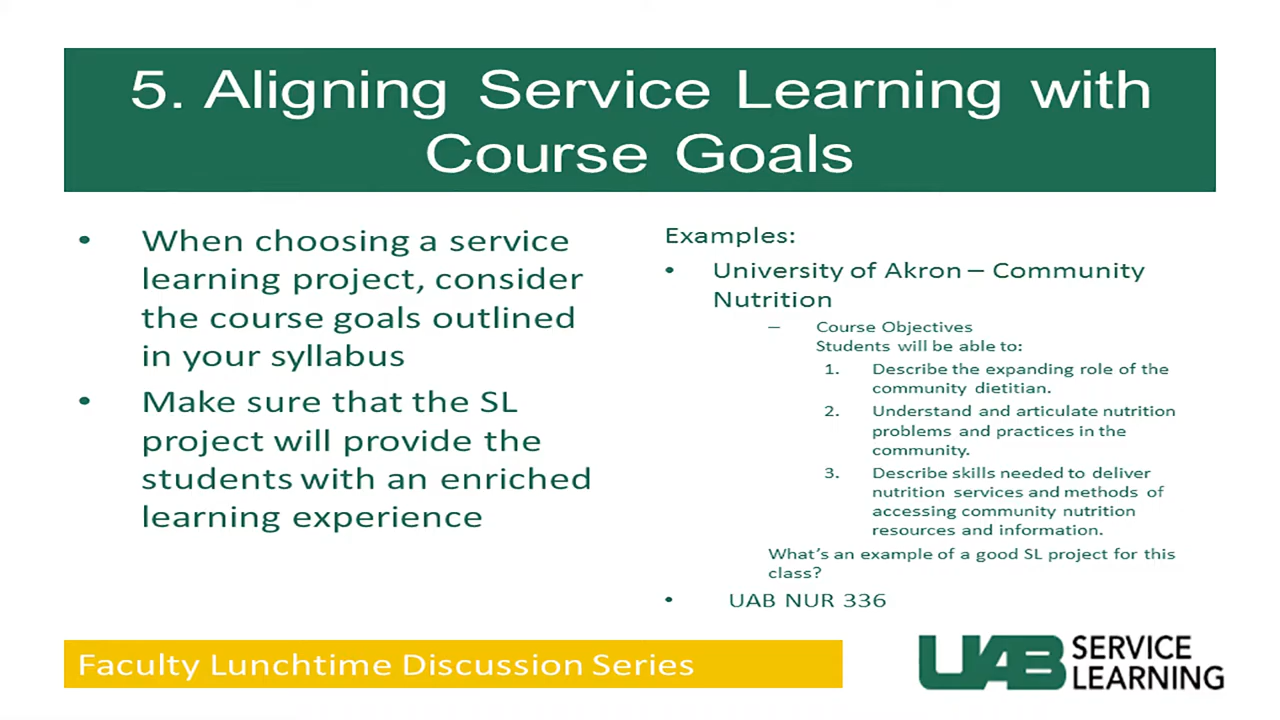 5. Aligning Service Learning with
Course Goals
• When choosing a service
learning project, consider
the course goals outlined
in your syllabus
• Make sure that the SL
project will provide the
students with an enriched
learning experience
Examples:
• University of Akron – Community
Nutrition
– Course Objectives
Students will be able to:
1. Describe the expanding role of the
community dietitian.
2. Understand and articulate nutrition
problems and practices in the
community.
3. Describe skills needed to deliver
nutrition services and methods of
accessing community nutrition
resources and information.
What's an example of a good SL project for this
class?
• UAB NUR 336
Faculty Lunchtime Discussion Series
UAB SERVICE
LEARNING